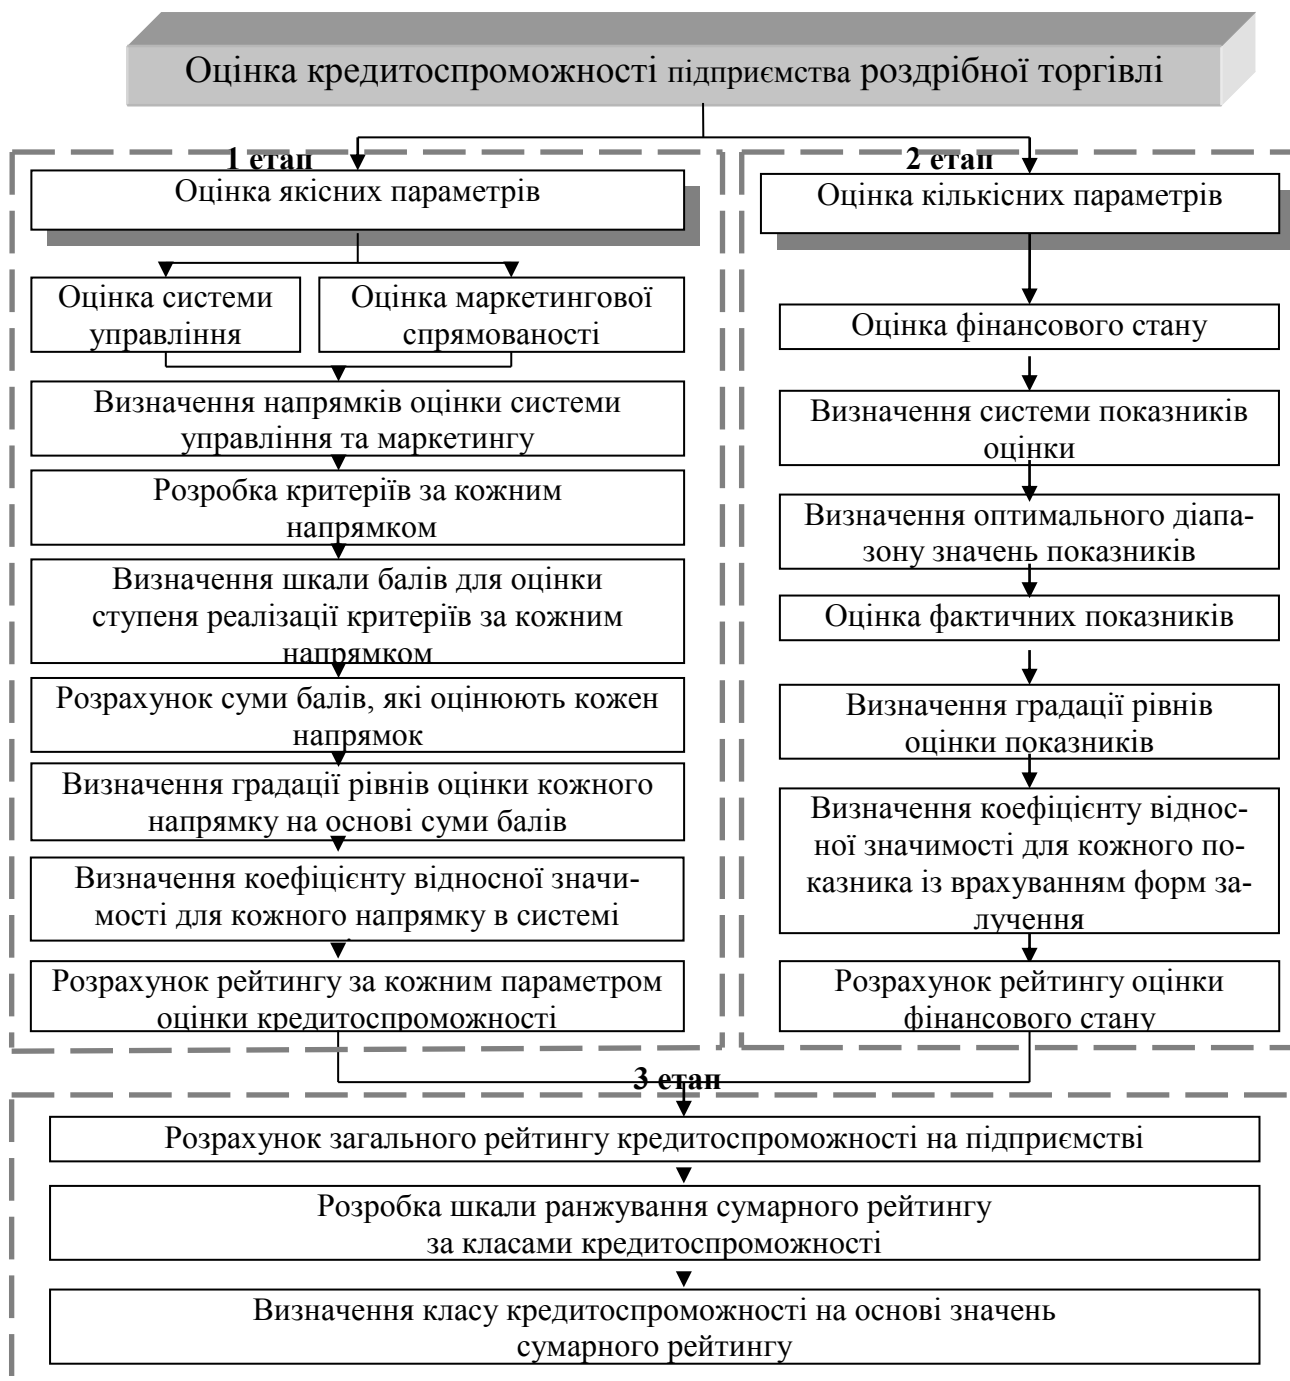 Оцінка кредитоспроможності підприємства роздрібної торгівлі
1 етап
Оцінка якісних параметрів
Оцінка системи
управління
Оцінка маркетингової
спрямованості
Визначення напрямків оцінки системи
управління та маркетингу
Розробка критеріїв за кожним
напрямком
Визначення шкали балів для оцінки
ступеня реалізації критеріїв за кожним
напрямком
Розрахунок суми балів, які оцінюють кожен
напрямок
Визначення градації рівнів оцінки кожного
напрямку на основі суми балів
Визначення коефіцієнту відносної значи-
мості для кожного напрямку в системі
Розрахунок рейтингу за кожним параметром
оцінки кредитоспроможності
2 етап
Оцінка кількісних параметрів
Оцінка фінансового стану
Визначення системи показників
оцінки
Визначення оптимального діапа-
зону значень показників
Оцінка фактичних показників
Визначення градації рівнів
оцінки показників
Визначення коефіцієнту віднос-
ної значимості для кожного по-
казника із врахуванням форм за-
лучення
Розрахунок рейтингу оцінки
фінансового стану
3 етап
Розрахунок загального рейтингу кредитоспроможності на підприємстві
Розробка шкали ранжування сумарного рейтингу
за класами кредитоспроможності
Визначення класу кредитоспроможності на основі значень
сумарного рейтингу